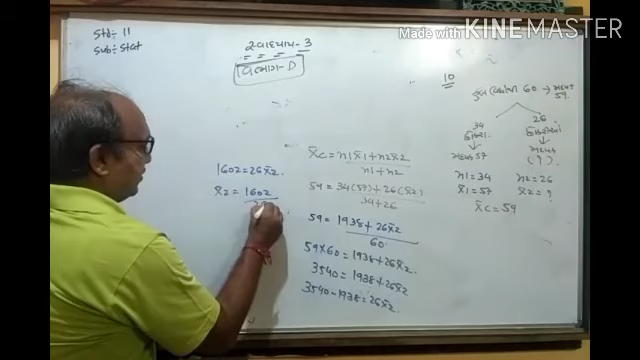 Made with KINEMASTER
Std:- 11
Sub:- Stat
સ્વાધ્યાય - 3
વિભાગ - D
10
કુલ 60 → મધ્યક 59
34
26
છોકરા
મધ્યક 57
મધ્યક
(?)
n1 = 34
n2 = 26
x̄1 = 57
x̄2 = ?
x̄c = 59
x̄c = n1x̄1 + n2x̄2
n1 + n2
59 = 34(57) + 26(x̄2)
34 + 26
59 = 1938 + 26x̄2
60
59 x 60 = 1938 + 26x̄2.
3540 = 1938 + 26x̄2
3540 - 1938 = 26x̄2.
1602 = 26x̄2.
x̄2 = 1602